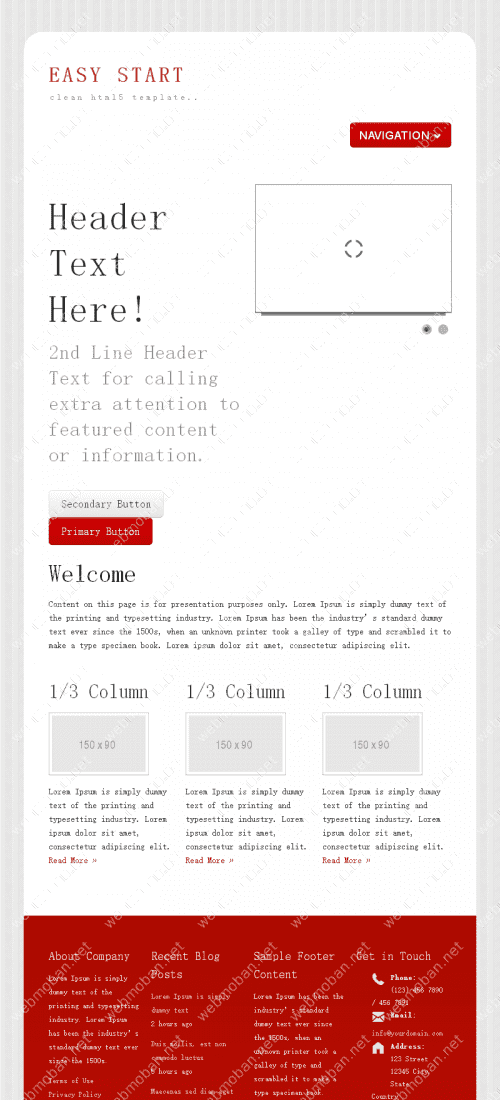 EASY START
clean html5 template..
NAVIGATION
Header
Text
Here!
2nd Line Header
Text for calling
extra attention to
featured content
or information.
Secondary Button
Primary Button
Welcome
Content on this page is for presentation purposes only. Lorem Ipsum is simply dummy text of
the printing and typesetting industry. Lorem Ipsum has been the industry's standard dummy
text ever since the 1500s, when an unknown printer took a galley of type and scrambled it to
make a type specimen book. Lorem ipsum dolor sit amet, consectetur adipiscing elit.
1/3 Column
150 x 90
Lorem Ipsum is simply dummy
text of the printing and
typesetting industry. Lorem
ipsum dolor sit amet,
consectetur adipiscing elit.
Read More »
1/3 Column
150 x 90
Lorem Ipsum is simply dummy
text of the printing and
typesetting industry. Lorem
ipsum dolor sit amet,
consectetur adipiscing elit.
Read More »
1/3 Column
150 x 90
Lorem Ipsum is simply dummy
text of the printing and
typesetting industry. Lorem
ipsum dolor sit amet,
consectetur adipiscing elit.
Read More »
About Company
Lorem Ipsum is simply
dummy text of the
printing and typesetting
industry. Lorem Ipsum
has been the industry's
standard dummy text ever
since the 1500s.
Terms of Use
Privacy Policy
Recent Blog
Posts
Lorem Ipsum is simply
dummy text
2 hours ago
Duis mollis, est non
commodo luctus
5 hours ago
Maecenas sed diam eget
Sample Footer
Content
Lorem Ipsum has been the
industry's standard
dummy text ever since
the 1500s, when an
unknown printer took a
galley of type and
scrambled it to make a
type specimen book.
Get in Touch
Phone:
(123) 456 7890
/ 456 7891
Email:
info@yourdomain.com
Address:
123 Street
12345 City,
State
Country
webmoban.net